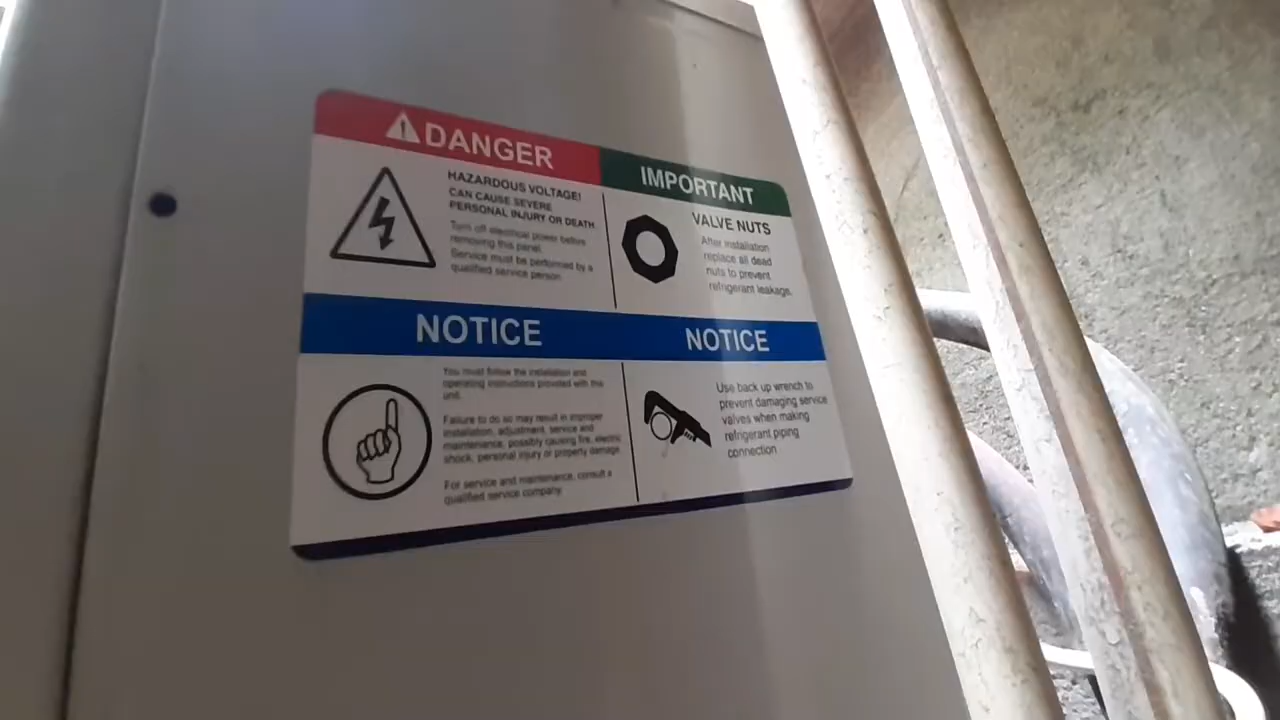 DANGER
HAZARDOUS VOLTAGE!
CAN CAUSE SEVERE
PERSONAL INJURY OR DEATH
Turn off electrical power before
removing this panel.
Service must be performed by a
qualified service person.
IMPORTANT
VALVE NUTS
After installation
replace all dead
nuts to prevent
refrigerant leakage.
NOTICE
You must follow the installation and
operating instructions provided with this
unit.
Failure to do so may result in improper
installation, adjustment, service and
maintenance, possibly causing fire, electric
shock, personal injury or property damage
For service and maintenance, consult a
qualified service company.
NOTICE
Use back up wrench to
prevent damaging service
valves when making
refrigerant piping
connection